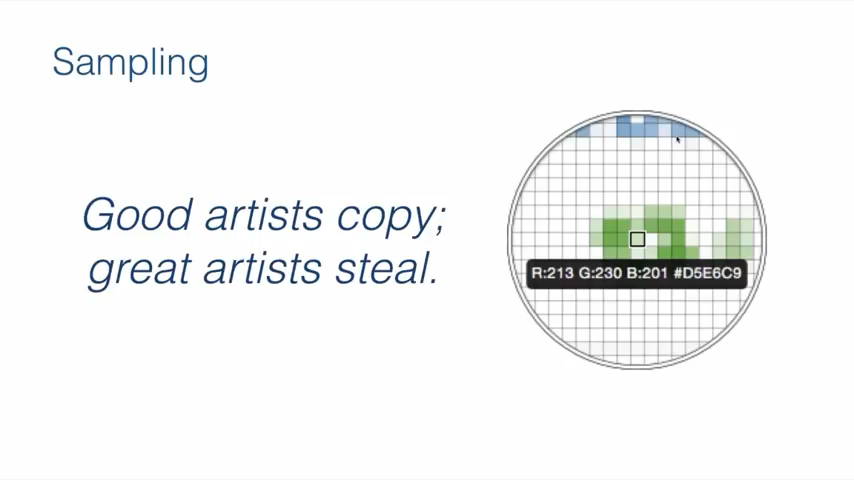 Sampling
Good artists copy;
great artists steal.
R:213 G:230 B:201 #D5E6C9